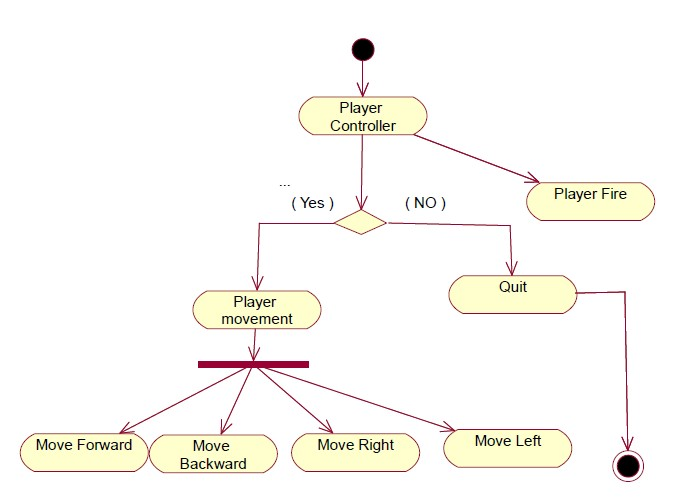 Player
Controller
Player Fire
...
( Yes )
( NO )
Quit
Player
movement
Move Forward
Move
Backward
Move Right
Move Left